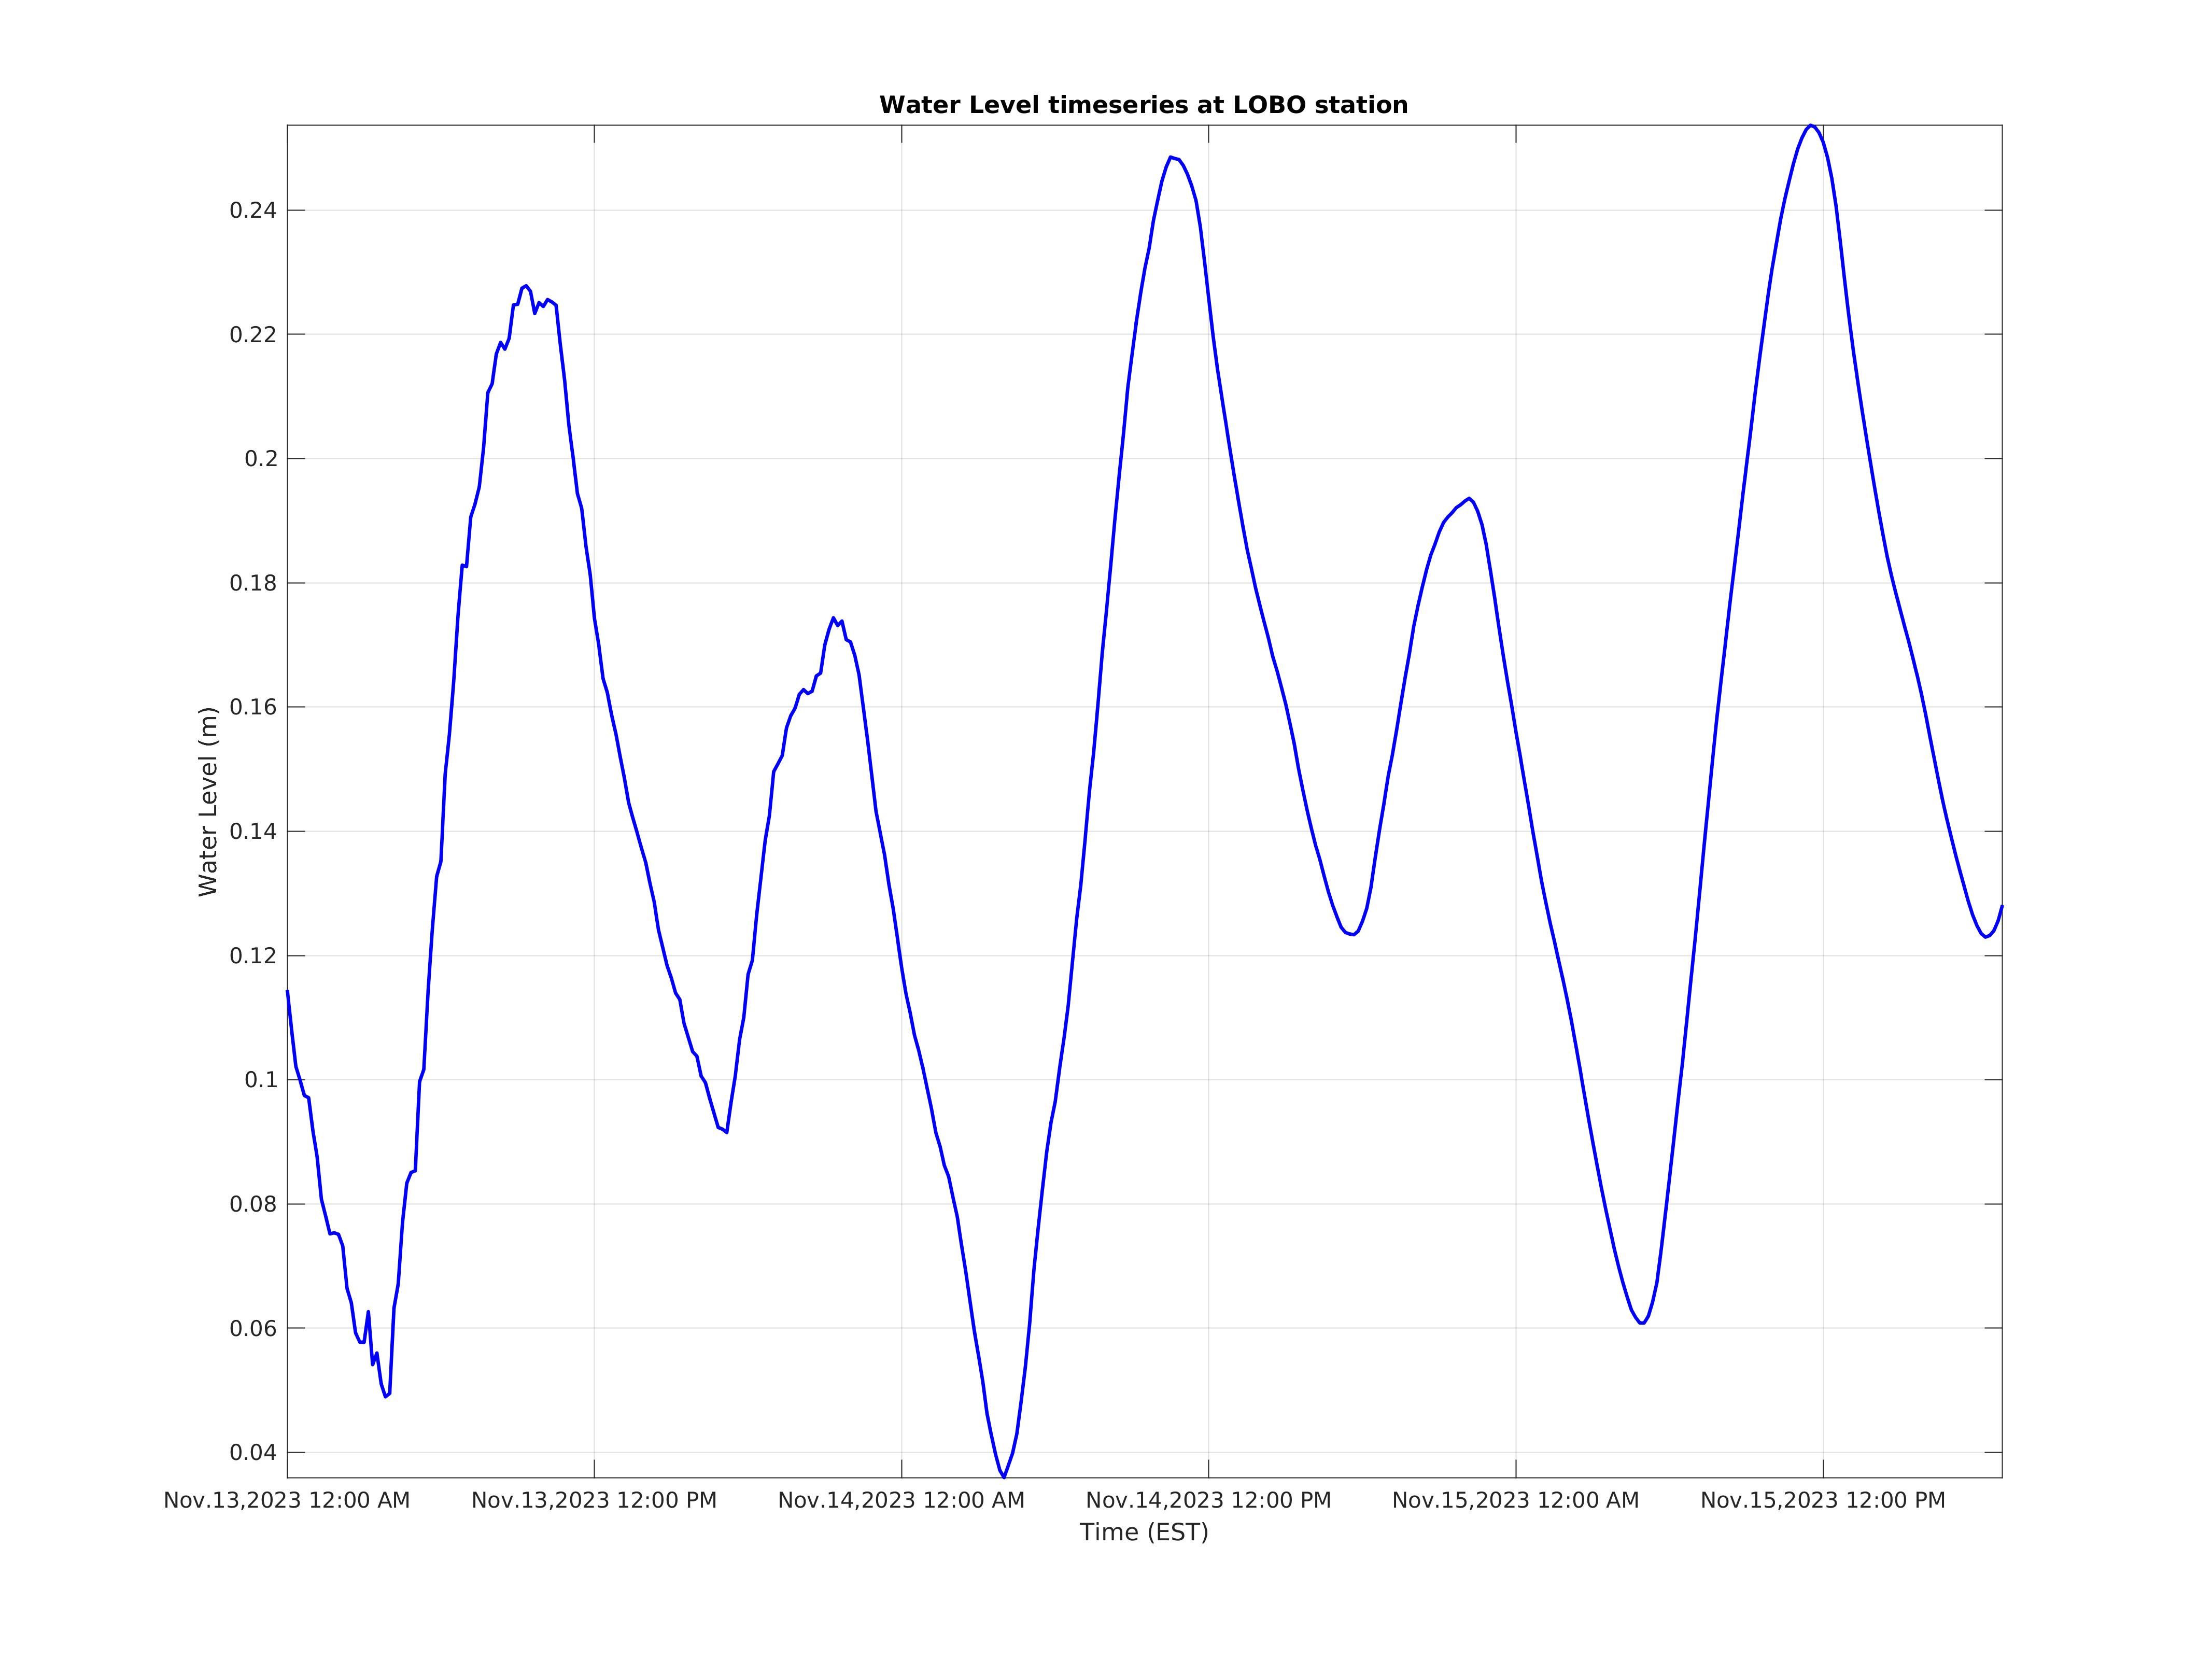 Water Level timeseries at LOBO station
0.24
0.22
0.2
0.18
0.16
0.14
0.12
0.1
0.08
0.06
0.04
Water Level (m)
Nov.13,2023 12:00 AM
Nov.13,2023 12:00 PM
Nov.14,2023 12:00 AM
Nov.14,2023 12:00 PM
Nov.15,2023 12:00 AM
Nov.15,2023 12:00 PM
Time (EST)